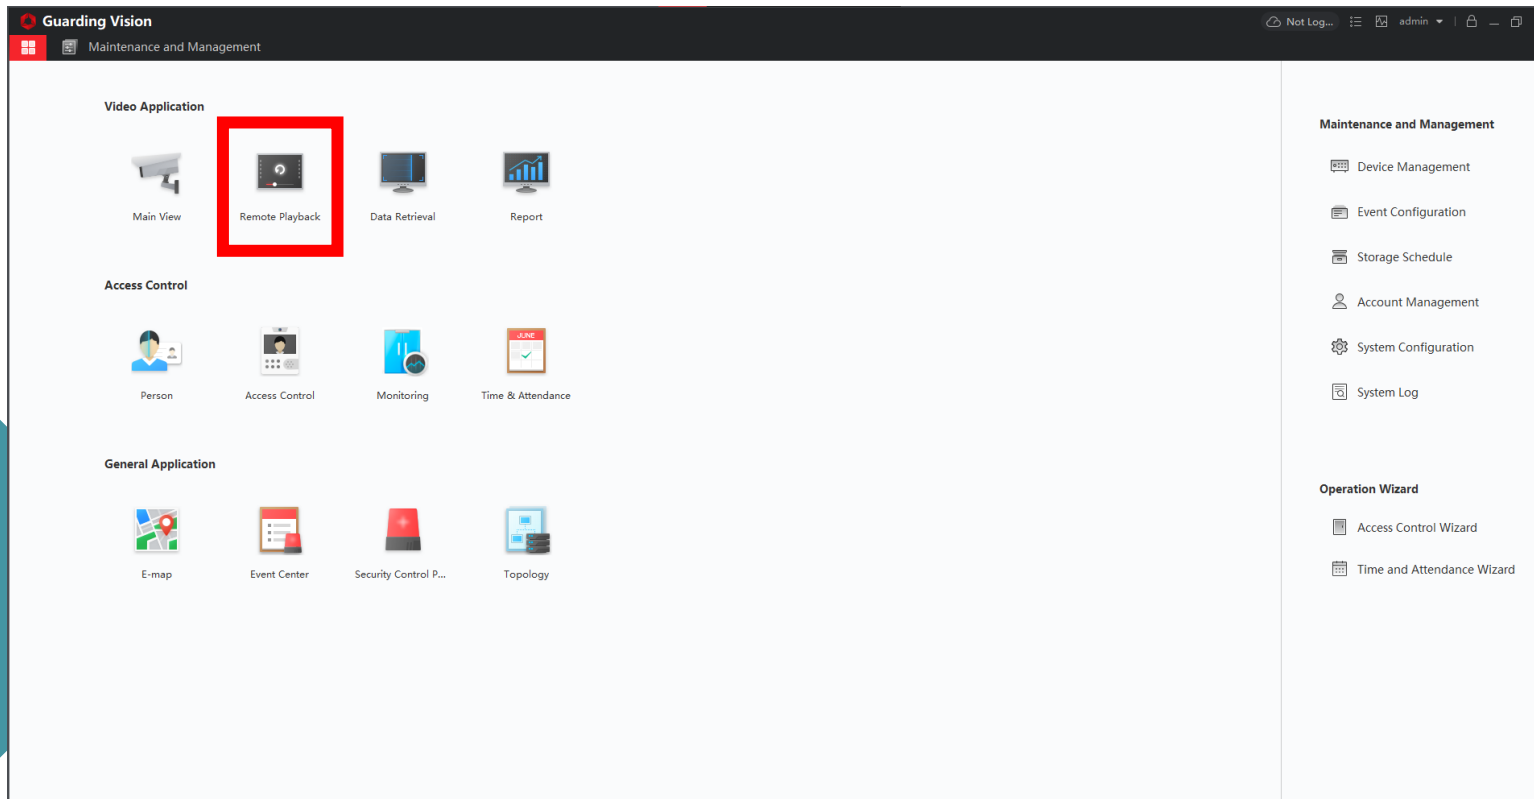 Guarding Vision
Not Log...
admin
Maintenance and Management
Video Application
Main View
Remote Playback
Data Retrieval
Report
Access Control
JUNE
Person
Access Control
Monitoring
Time & Attendance
General Application
E-map
Event Center
Security Control P...
Topology
Maintenance and Management
Device Management
Event Configuration
Storage Schedule
Account Management
System Configuration
System Log
Operation Wizard
Access Control Wizard
Time and Attendance Wizard